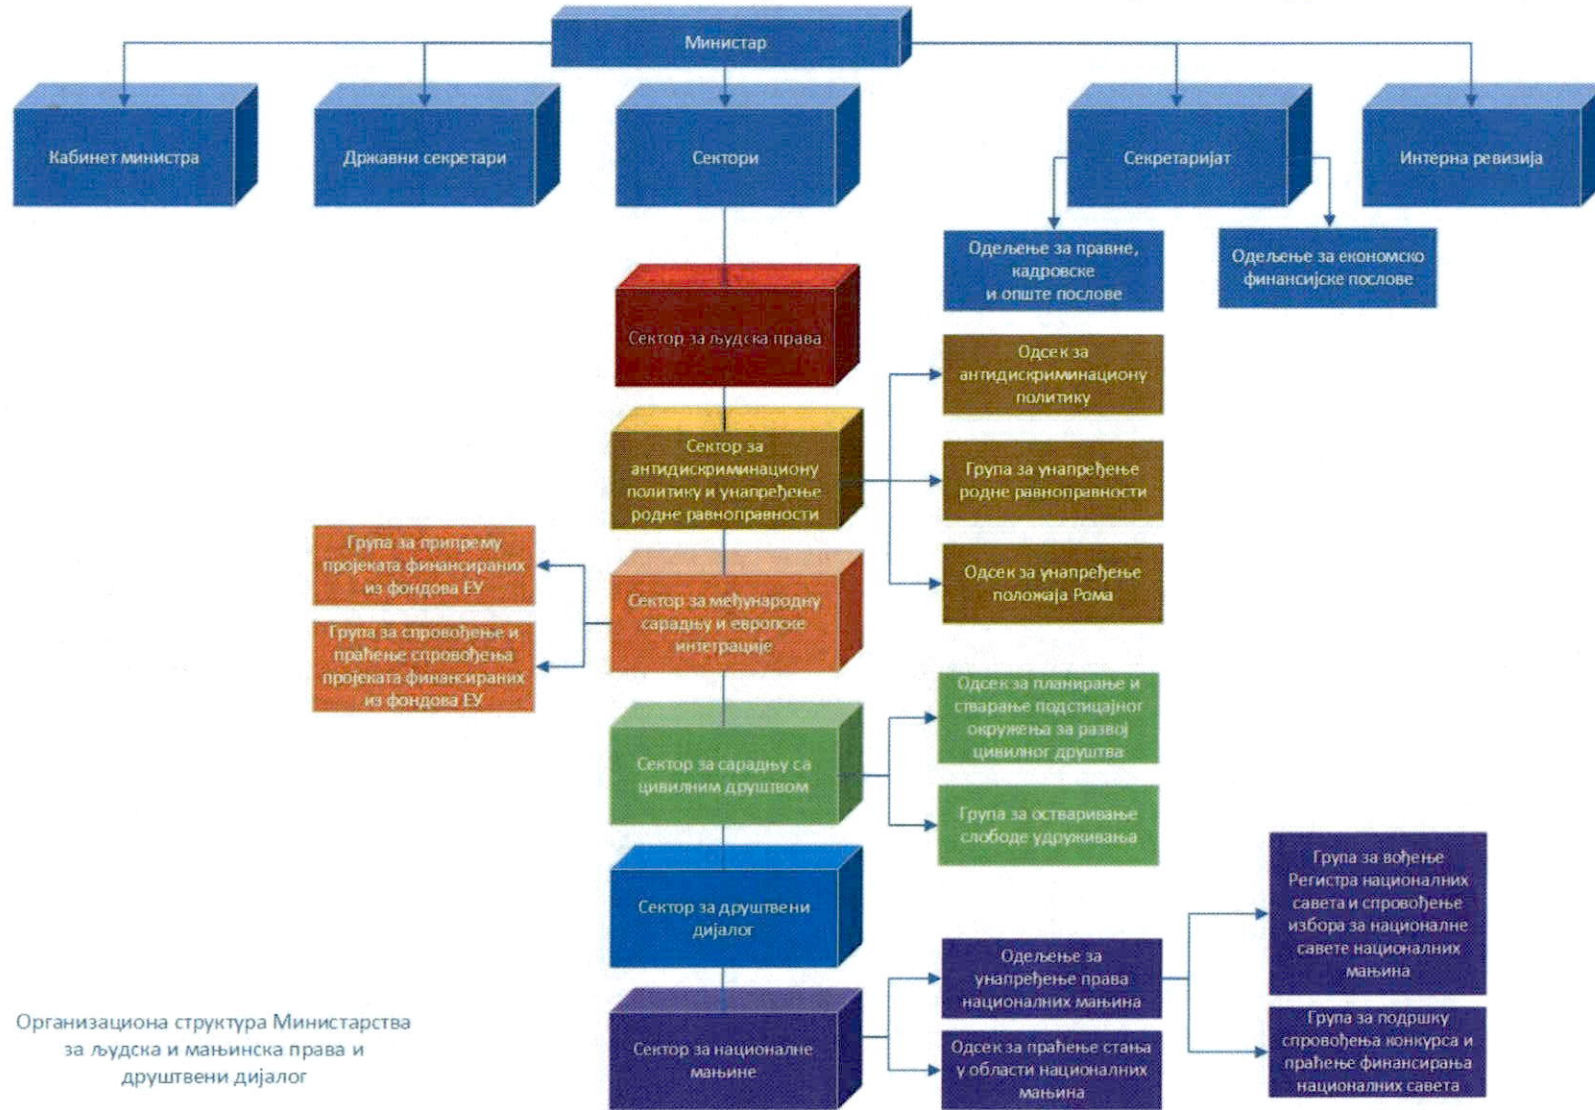 Министар
Кабинет министра
Државни секретари
Сектори
Секретаријат
Интерна ревизија
Одељење за правне,
кадровске
и опште послове
Одељење за економско
финансијске послове
Сектор за људска права
Одсек за
антидискриминациону
политику
Сектор за
антидискриминациону
политику и унапређење
родне равноправности
Група за унапређење
родне равноправности
Одсек за унапређење
положаја Рома
Група за припрему
пројеката финансираних
из фондова ЕУ
Сектор за међународну
сарадњу и европске
интеграције
Група за спровођење и
праћење спровођења
пројеката финансираних
из фондова ЕУ
Одсек за планирање и
стварање подстицајног
окружења за развој
цивилног друштва
Сектор за сарадњу са
цивилним друштвом
Група за остваривање
слободе удруживања
Сектор за друштвени
дијалог
Група за вођење
Регистра националних
савета и спровођење
избора за националне
савете националних
мањина
Одељење за
унапређење права
националних мањина
Сектор за националне
мањине
Одсек за праћење стања
у области националних
мањина
Група за подршку
спровођења конкурса и
праћење финансирања
националних савета
Организациона структура Министарства
за људска и мањинска права и
друштвени дијалог